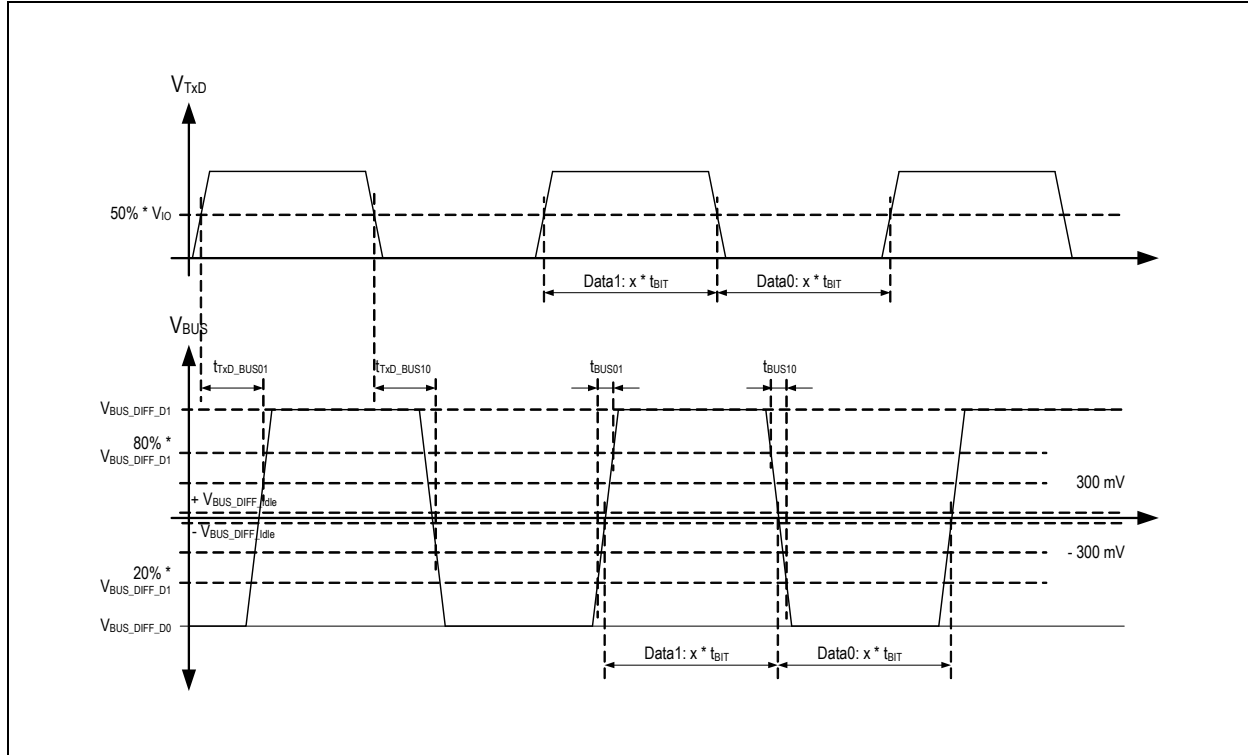 VTxD
50% * VIO
Data1: x * tBIT
Data0: x * tBIT
VBUS
tTxD_BUS01
tTxD_BUS10
tBUS01
tBUS10
VBUS_DIFF_D1
80% *
VBUS_DIFF_D1
300 mV
+ VBUS_DIFF_Idle
- VBUS_DIFF_Idle
- 300 mV
20% *
VBUS_DIFF_D1
VBUS_DIFF_D0
Data1: x * tBIT
Data0: x * tBIT